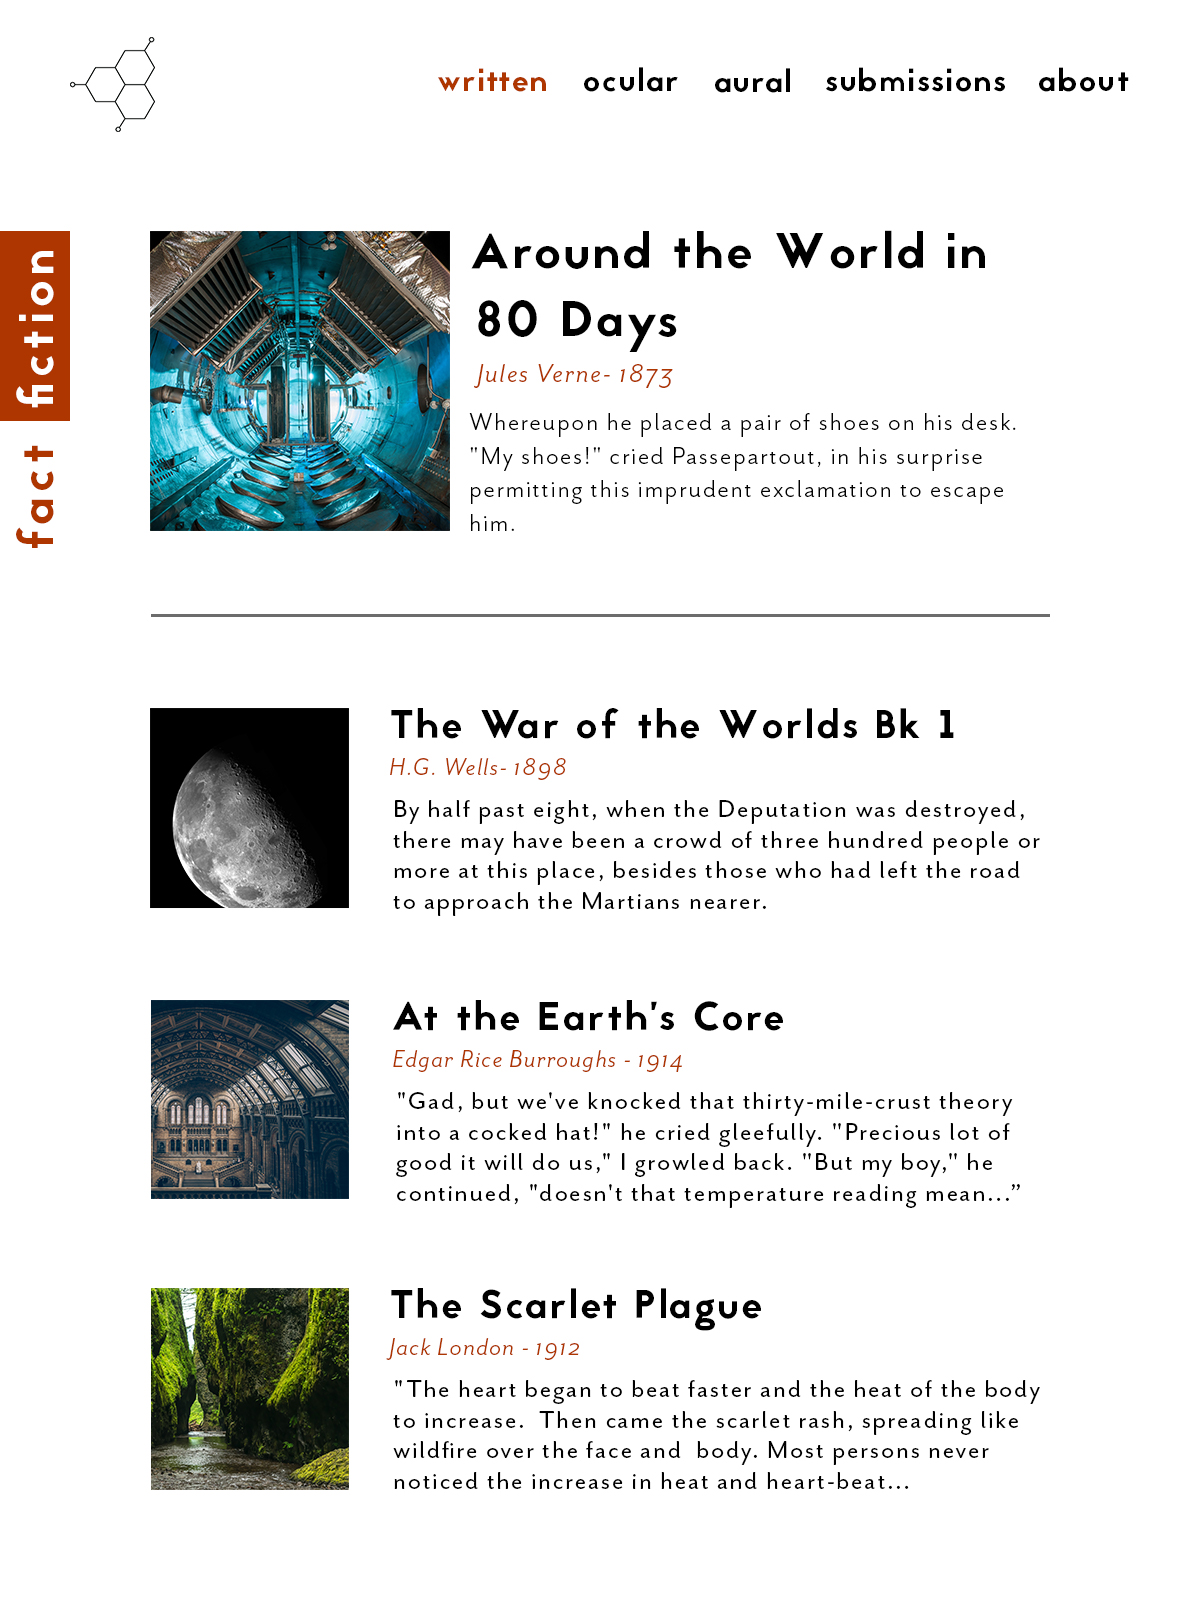 written ocular aural submissions about
fiction
fact
Around the World in
80 Days
Jules Verne- 1873
Whereupon he placed a pair of shoes on his desk.
"My shoes!" cried Passepartout, in his surprise
permitting this imprudent exclamation to escape
him.
The War of the Worlds Bk 1
H.G. Wells- 1898
By half past eight, when the Deputation was destroyed,
there may have been a crowd of three hundred people or
more at this place, besides those who had left the road
to approach the Martians nearer.
At the Earth's Core
Edgar Rice Burroughs - 1914
"Gad, but we've knocked that thirty-mile-crust theory
into a cocked hat!" he cried gleefully. "Precious lot of
good it will do us," I growled back. "But my boy," he
continued, "doesn't that temperature reading mean...”
The Scarlet Plague
Jack London - 1912
"The heart began to beat faster and the heat of the body
to increase.  Then came the scarlet rash, spreading like
wildfire over the face and  body. Most persons never
noticed the increase in heat and heart-beat...